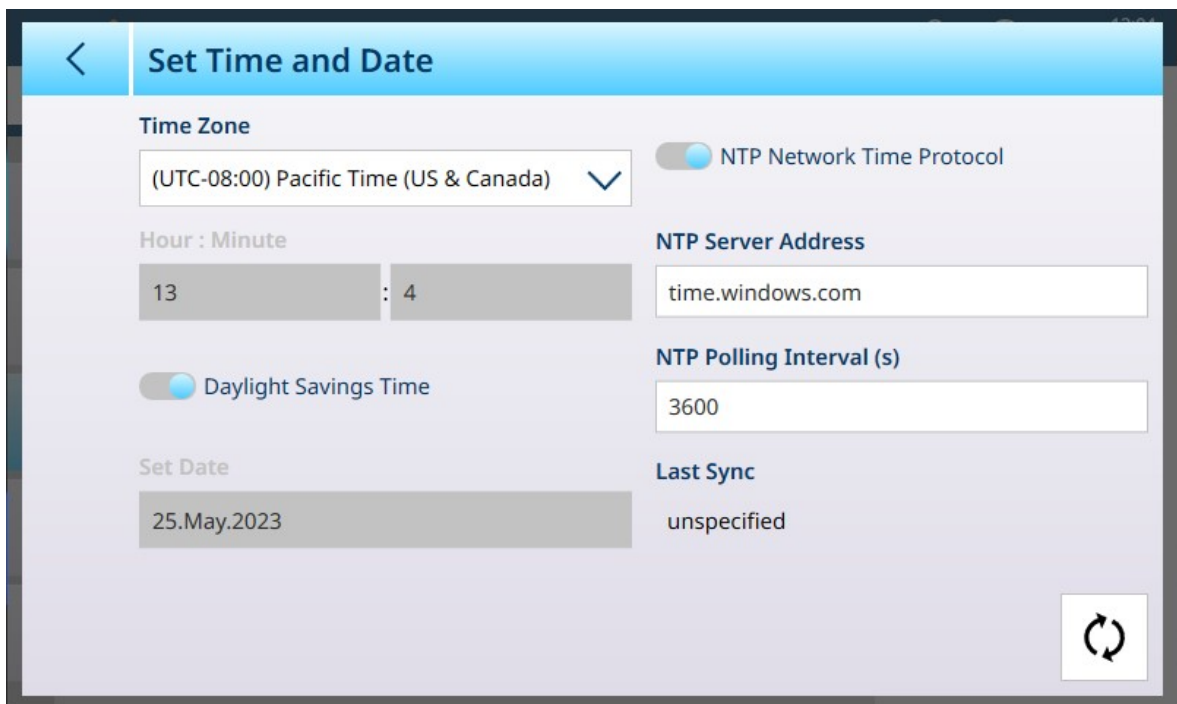 Set Time and Date
Time Zone
(UTC-08:00) Pacific Time (US & Canada)
NTP Network Time Protocol
Hour : Minute
13 : 4
NTP Server Address
time.windows.com
Daylight Savings Time
NTP Polling Interval (s)
3600
Set Date
25.May.2023
Last Sync
unspecified